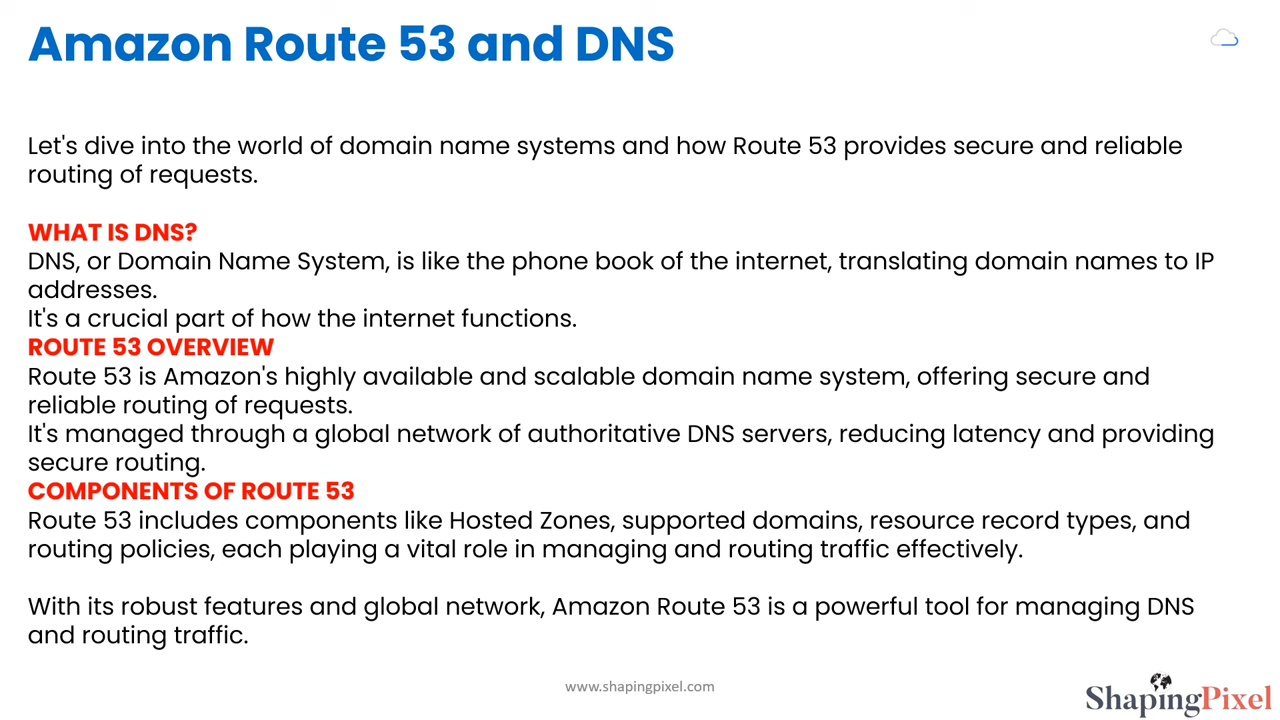 Amazon Route 53 and DNS
Let's dive into the world of domain name systems and how Route 53 provides secure and reliable
routing of requests.
WHAT IS DNS?
DNS, or Domain Name System, is like the phone book of the internet, translating domain names to IP
addresses.
It's a crucial part of how the internet functions.
ROUTE 53 OVERVIEW
Route 53 is Amazon's highly available and scalable domain name system, offering secure and
reliable routing of requests.
It's managed through a global network of authoritative DNS servers, reducing latency and providing
secure routing.
COMPONENTS OF ROUTE 53
Route 53 includes components like Hosted Zones, supported domains, resource record types, and
routing policies, each playing a vital role in managing and routing traffic effectively.
With its robust features and global network, Amazon Route 53 is a powerful tool for managing DNS
and routing traffic.
www.shapingpixel.com
ShapingPixel